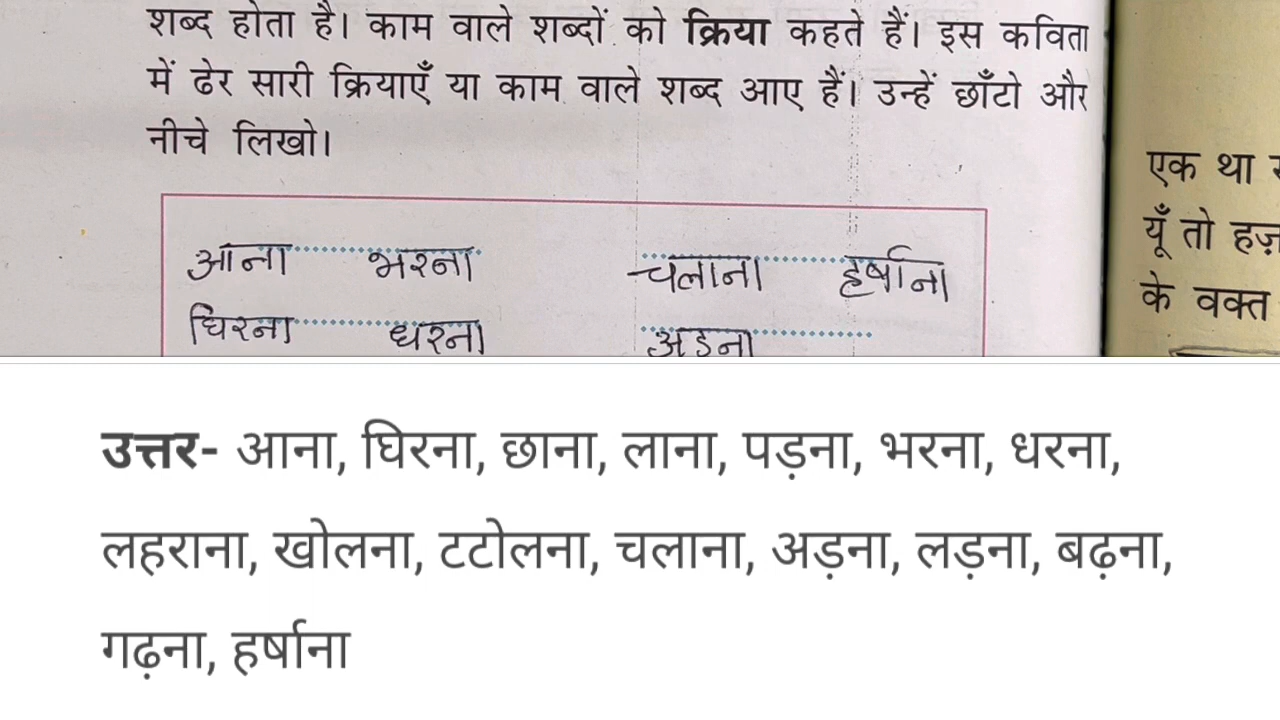 शब्द होता है। काम वाले शब्दों को क्रिया कहते हैं। इस कविता
में ढेर सारी क्रियाएँ या काम वाले शब्द आए हैं। उन्हें छाँटो और
नीचे लिखो।
आना भरना चलाना हर्षाना
घिरना धरना अडना
एक था
यूँ तो
के वक्त
उत्तर- आना, घिरना, छाना, लाना, पड़ना, भरना, धरना,
लहराना, खोलना, टटोलना, चलाना, अड़ना, लड़ना, बढ़ना,
गढ़ना, हर्षाना